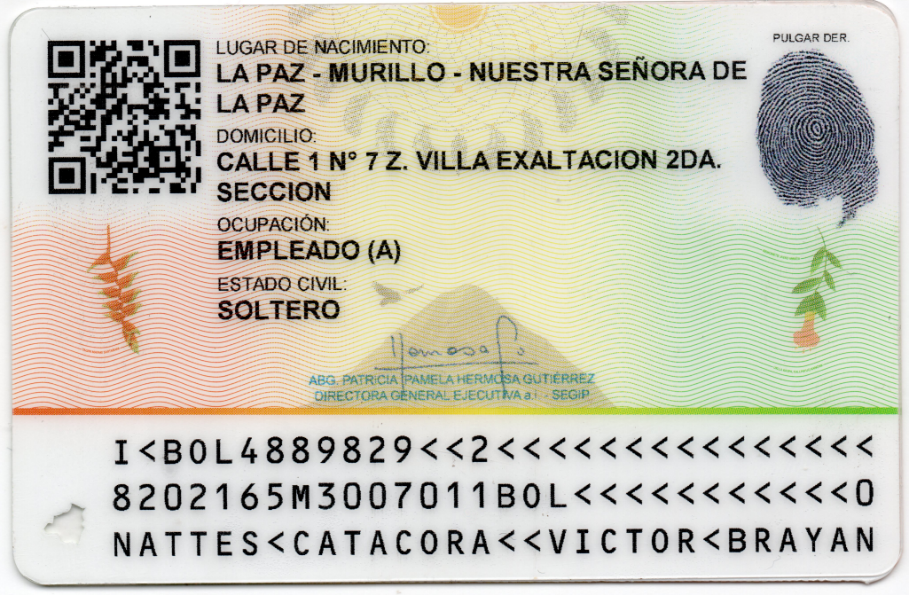 LUGAR DE NACIMIENTO:
LA PAZ - MURILLO - NUESTRA SEÑORA DE
LA PAZ
DOMICILIO:
CALLE 1 N° 7 Z. VILLA EXALTACION 2DA.
SECCION
OCUPACIÓN:
EMPLEADO (A)
ESTADO CIVIL:
SOLTERO
PULGAR DER.
ABG. PATRICIA PAMELA HERMOSA GUTIÉRREZ
DIRECTORA GENERAL EJECUTIVA a.i. - SEGIP
I<BOL4889829<<2<<<<<<<<<<<<<<<
8202165M3007011BOL<<<<<<<<<<<0
NATTES<CATACORA<<VICTOR<BRAYAN